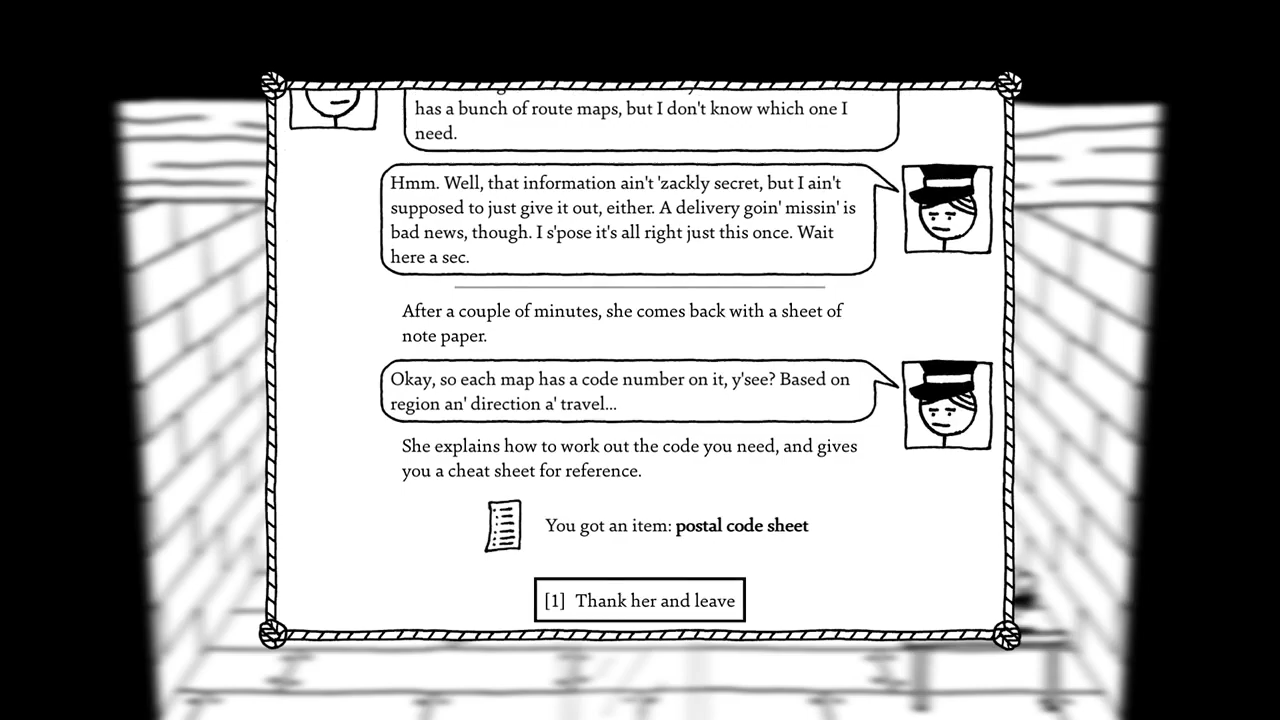 has a bunch of route maps, but I don't know which one I
need.
Hmm. Well, that information ain't 'zackly secret, but I ain't
supposed to just give it out, either. A delivery goin' missin' is
bad news, though. I s'pose it's all right just this once. Wait
here a sec.
After a couple of minutes, she comes back with a sheet of
note paper.
Okay, so each map has a code number on it, y'see? Based on
region an' direction a' travel...
She explains how to work out the code you need, and gives
you a cheat sheet for reference.
You got an item: postal code sheet
[1] Thank her and leave